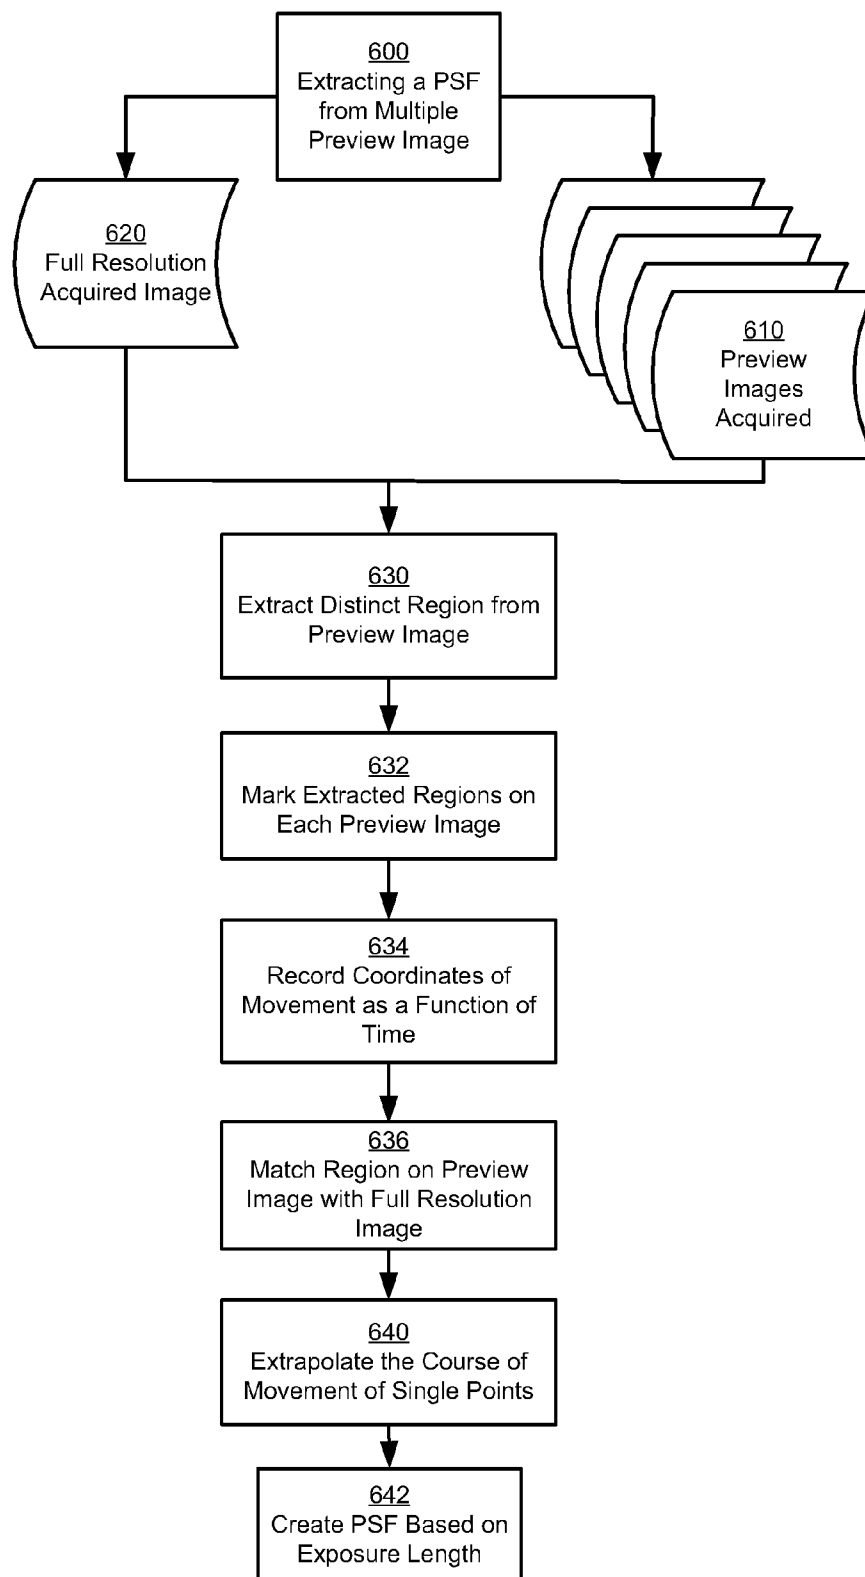 600
Extracting a PSF
from Multiple
Preview Image
620
Full Resolution
Acquired Image
610
Preview
Images
Acquired
630
Extract Distinct Region from
Preview Image
632
Mark Extracted Regions on
Each Preview Image
634
Record Coordinates of
Movement as a Function of
Time
636
Match Region on Preview
Image with Full Resolution
Image
640
Extrapolate the Course of
Movement of Single Points
642
Create PSF Based on
Exposure Length